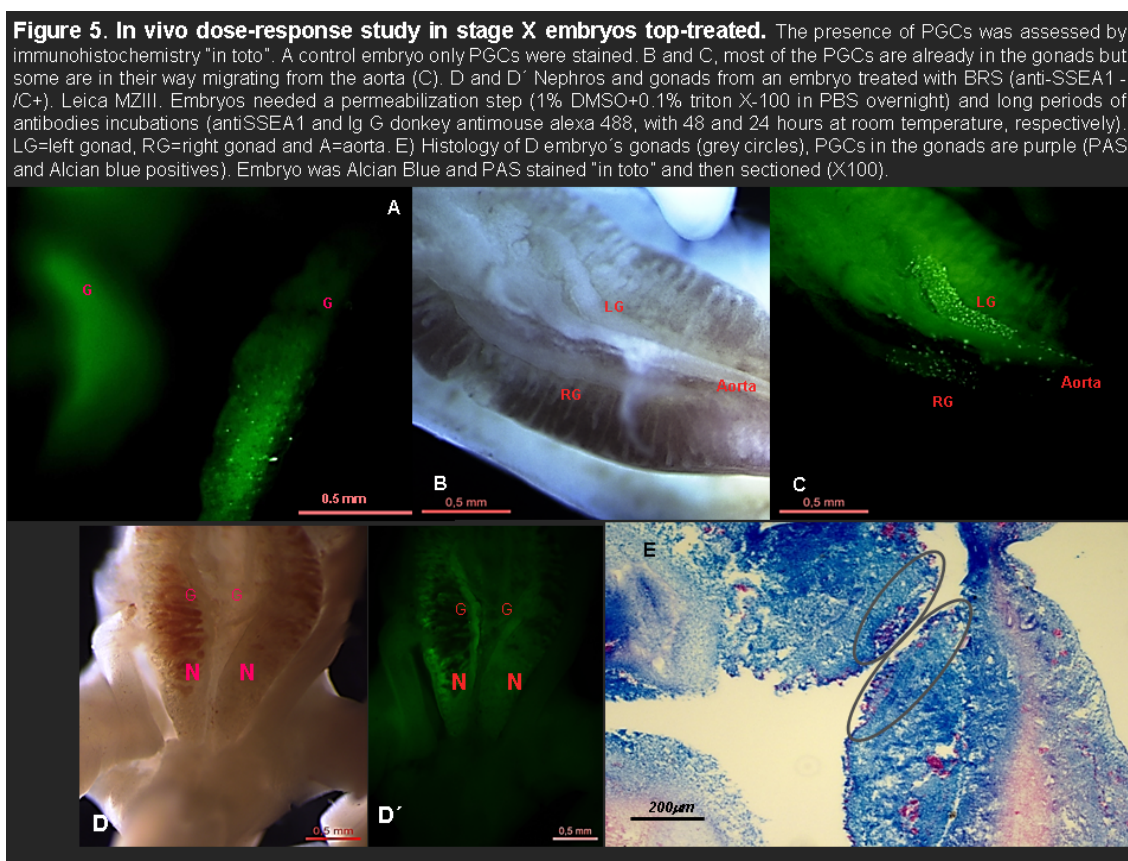 Figure 5. In vivo dose-response study in stage X embryos top-treated. The presence of PGCs was assessed by
immunohistochemistry "in toto". A control embryo only PGCs were stained. B and C, most of the PGCs are already in the gonads but
some are in their way migrating from the aorta (C). D and D´ Nephros and gonads from an embryo treated with BRS (anti-SSEA1 -
/C+). Leica MZIII. Embryos needed a permeabilization step (1% DMSO+0.1% triton X-100 in PBS overnight) and long periods of
antibodies incubations (antiSSEA1 and Ig G donkey antimouse alexa 488, with 48 and 24 hours at room temperature, respectively).
LG=left gonad, RG=right gonad and A=aorta. E) Histology of D embryo´s gonads (grey circles), PGCs in the gonads are purple (PAS
and Alcian blue positives). Embryo was Alcian Blue and PAS stained "in toto" and then sectioned (X100).
A
G
G
0.5 mm
LG
RG
Aorta
B
0,5 mm
LG
Aorta
RG
C
0,5 mm
G G
N N
D
0.5 mm
G G
N N
D´
0,5 mm
E
200µm